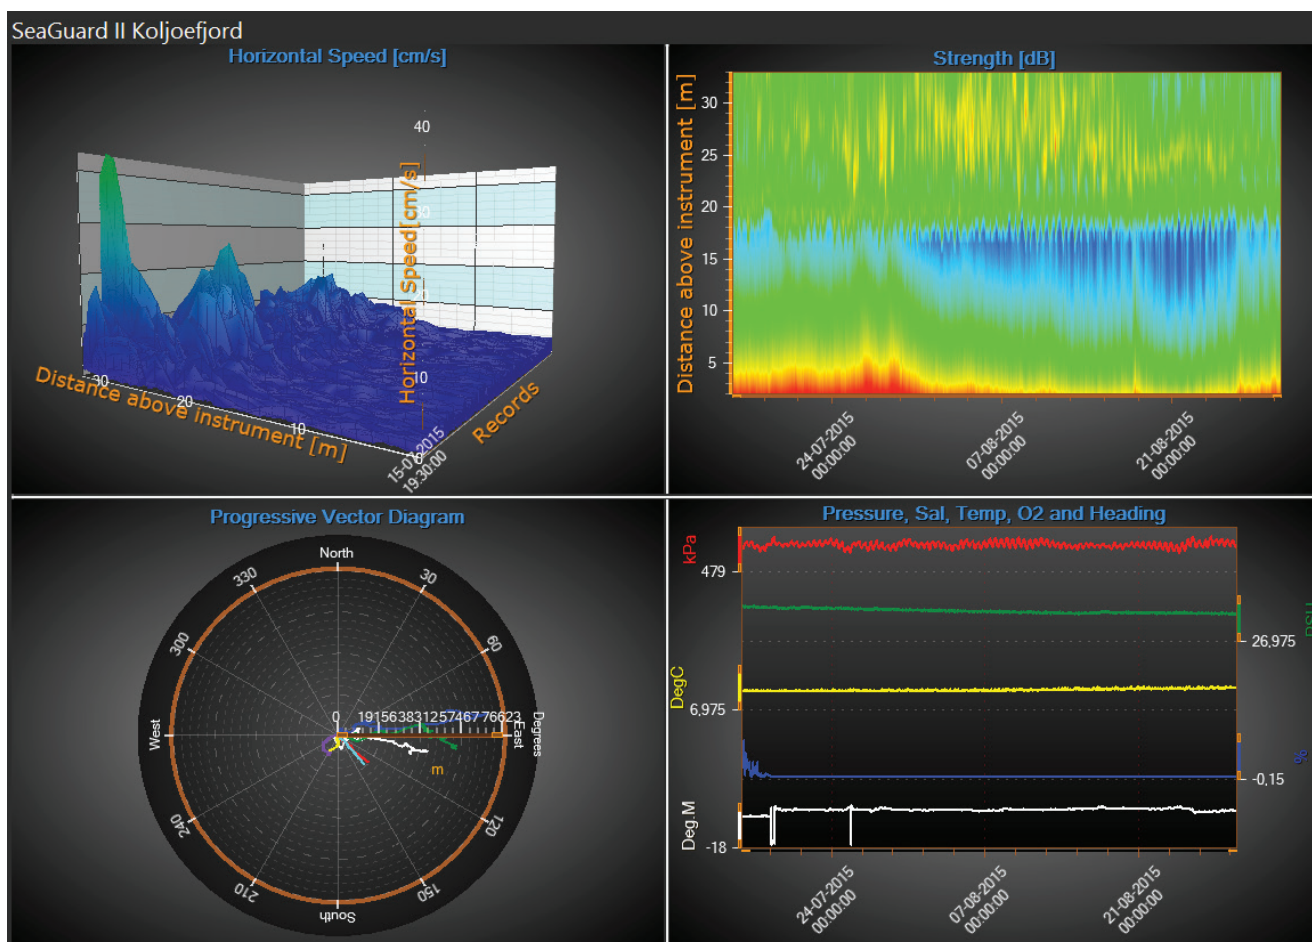 SeaGuard II Koljoefjord
Horizontal Speed [cm/s]
40
Horizontal Speed[cm/s]
10
Distance above instrument [m]
30
20
10
Records
19:30:00
Strength [dB]
Distance above instrument [m]
30
25
20
15
10
5
24-07-2015
00:00:00
07-08-2015
00:00:00
21-08-2015
00:00:00
Progressive Vector Diagram
North
30
60
East
Degrees
120
150
South
210
240
West
300
330
0
m
Pressure, Sal, Temp, O2 and Heading
kPa
479
PSU
26,975
DegC
6,975
-0,15
Deg.M
-18
24-07-2015
00:00:00
07-08-2015
00:00:00
21-08-2015
00:00:00